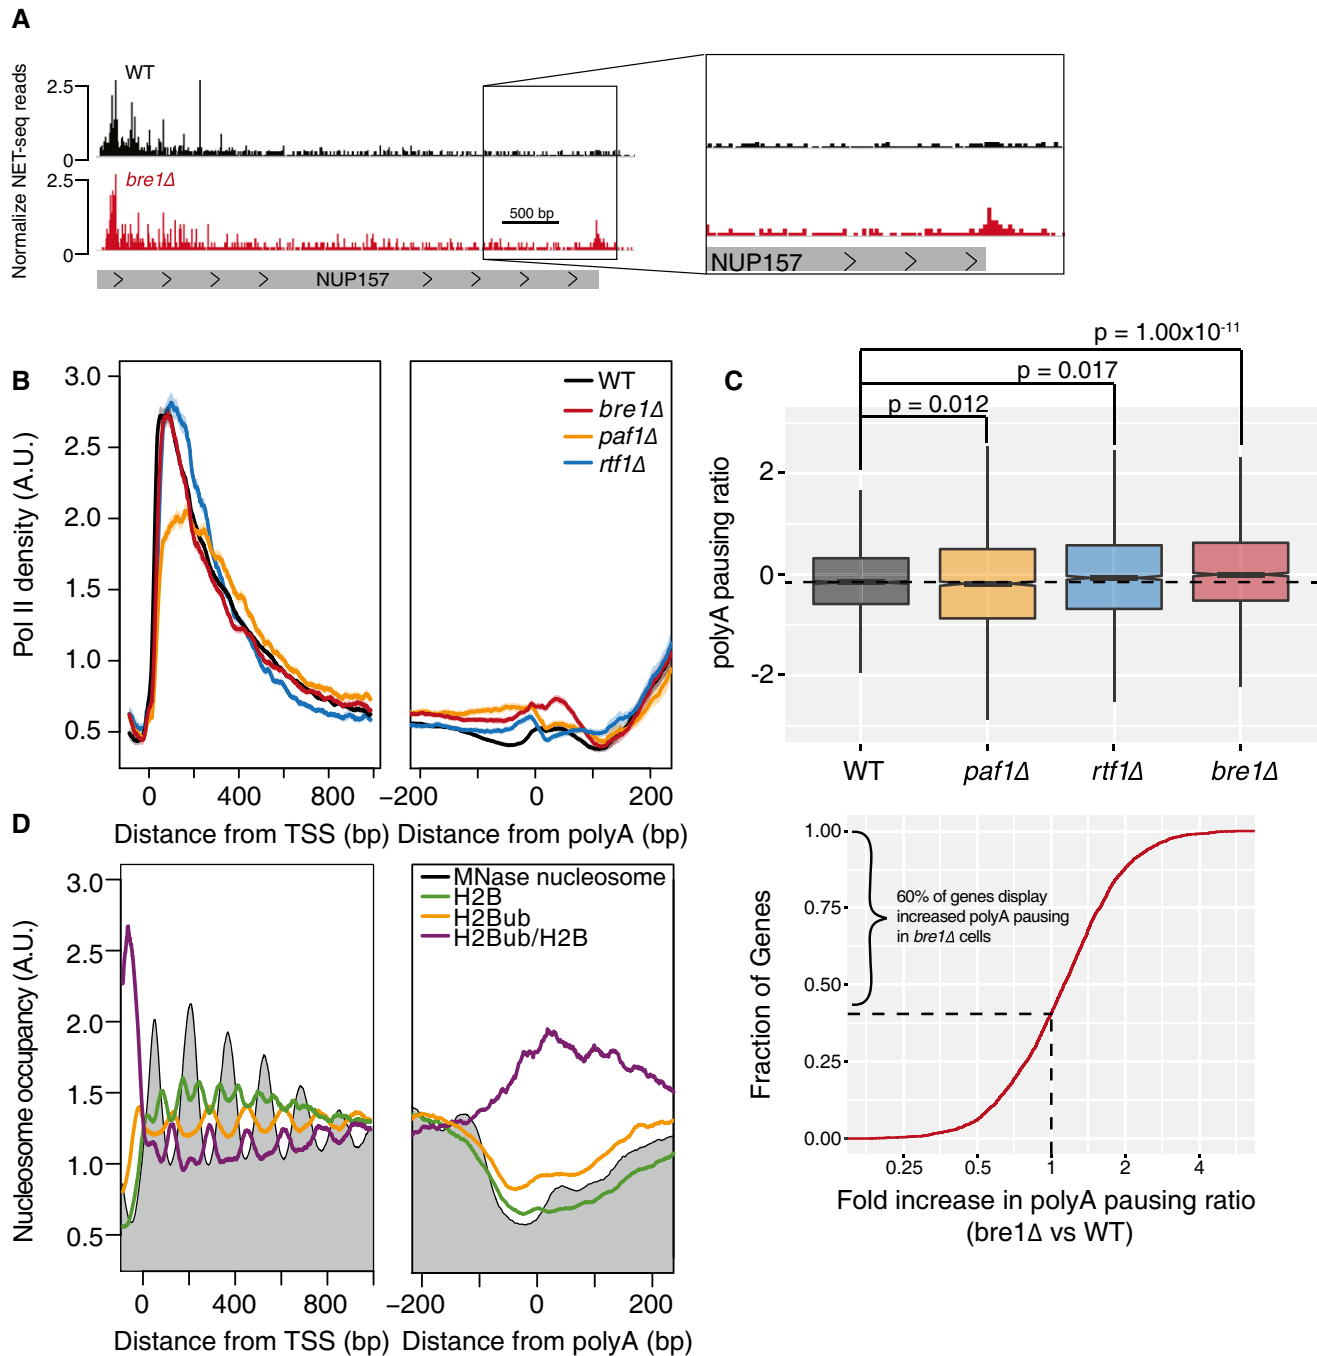 A
Normalize NET-seq reads
WT
2.5
0
bre1Δ
2.5
0
500 bp
NUP157
NUP157
B
Pol II density (A.U.)
3.0
2.5
2.0
1.5
1.0
0.5
WT
bre1Δ
paf1Δ
rtf1Δ
0 400 800
−200 0 200
Distance from TSS (bp)
Distance from polyA (bp)
C
p = 1.00x10-11
p = 0.017
p = 0.012
polyA pausing ratio
2
0
-2
WT paf1Δ rtf1Δ bre1Δ
Fraction of Genes
1.00
0.75
0.50
0.25
0.00
60% of genes display
increased polyA pausing
in bre1Δ cells
0.25 0.5 1 2 4
Fold increase in polyA pausing ratio
(bre1Δ vs WT)
D
Nucleosome occupancy (A.U.)
3.0
2.5
2.0
1.5
1.0
0.5
MNase nucleosome
H2B
H2Bub
H2Bub/H2B
0 400 800
−200 0 200
Distance from TSS (bp)
Distance from polyA (bp)